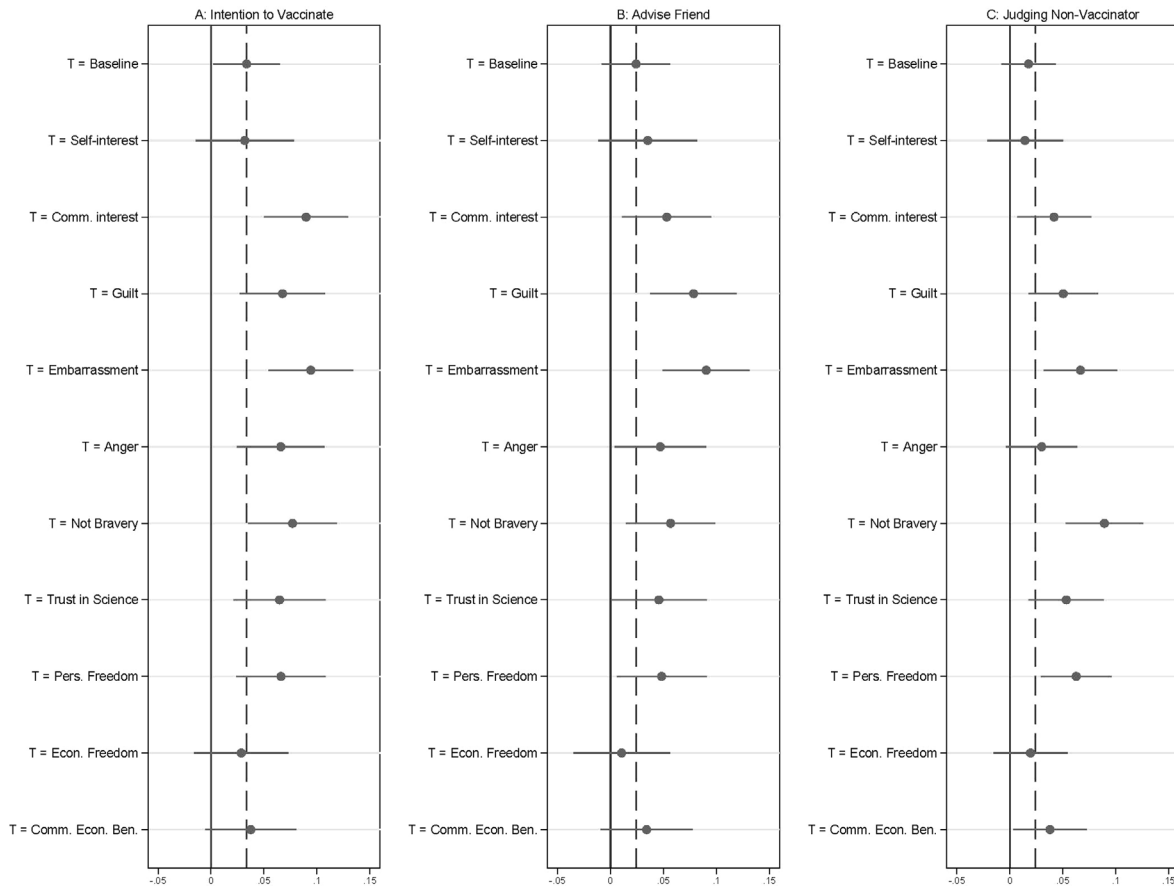 A: Intention to Vaccinate
T = Baseline
T = Self-interest
T = Comm. interest
T = Guilt
T = Embarrassment
T = Anger
T = Not Bravery
T = Trust in Science
T = Pers. Freedom
T = Econ. Freedom
T = Comm. Econ. Ben.
-.05 0 .05 .1 .15
B: Advise Friend
T = Baseline
T = Self-interest
T = Comm. interest
T = Guilt
T = Embarrassment
T = Anger
T = Not Bravery
T = Trust in Science
T = Pers. Freedom
T = Econ. Freedom
T = Comm. Econ. Ben.
-.05 0 .05 .1 .15
C: Judging Non-Vaccinator
T = Baseline
T = Self-interest
T = Comm. interest
T = Guilt
T = Embarrassment
T = Anger
T = Not Bravery
T = Trust in Science
T = Pers. Freedom
T = Econ. Freedom
T = Comm. Econ. Ben.
-.05 0 .05 .1 .15